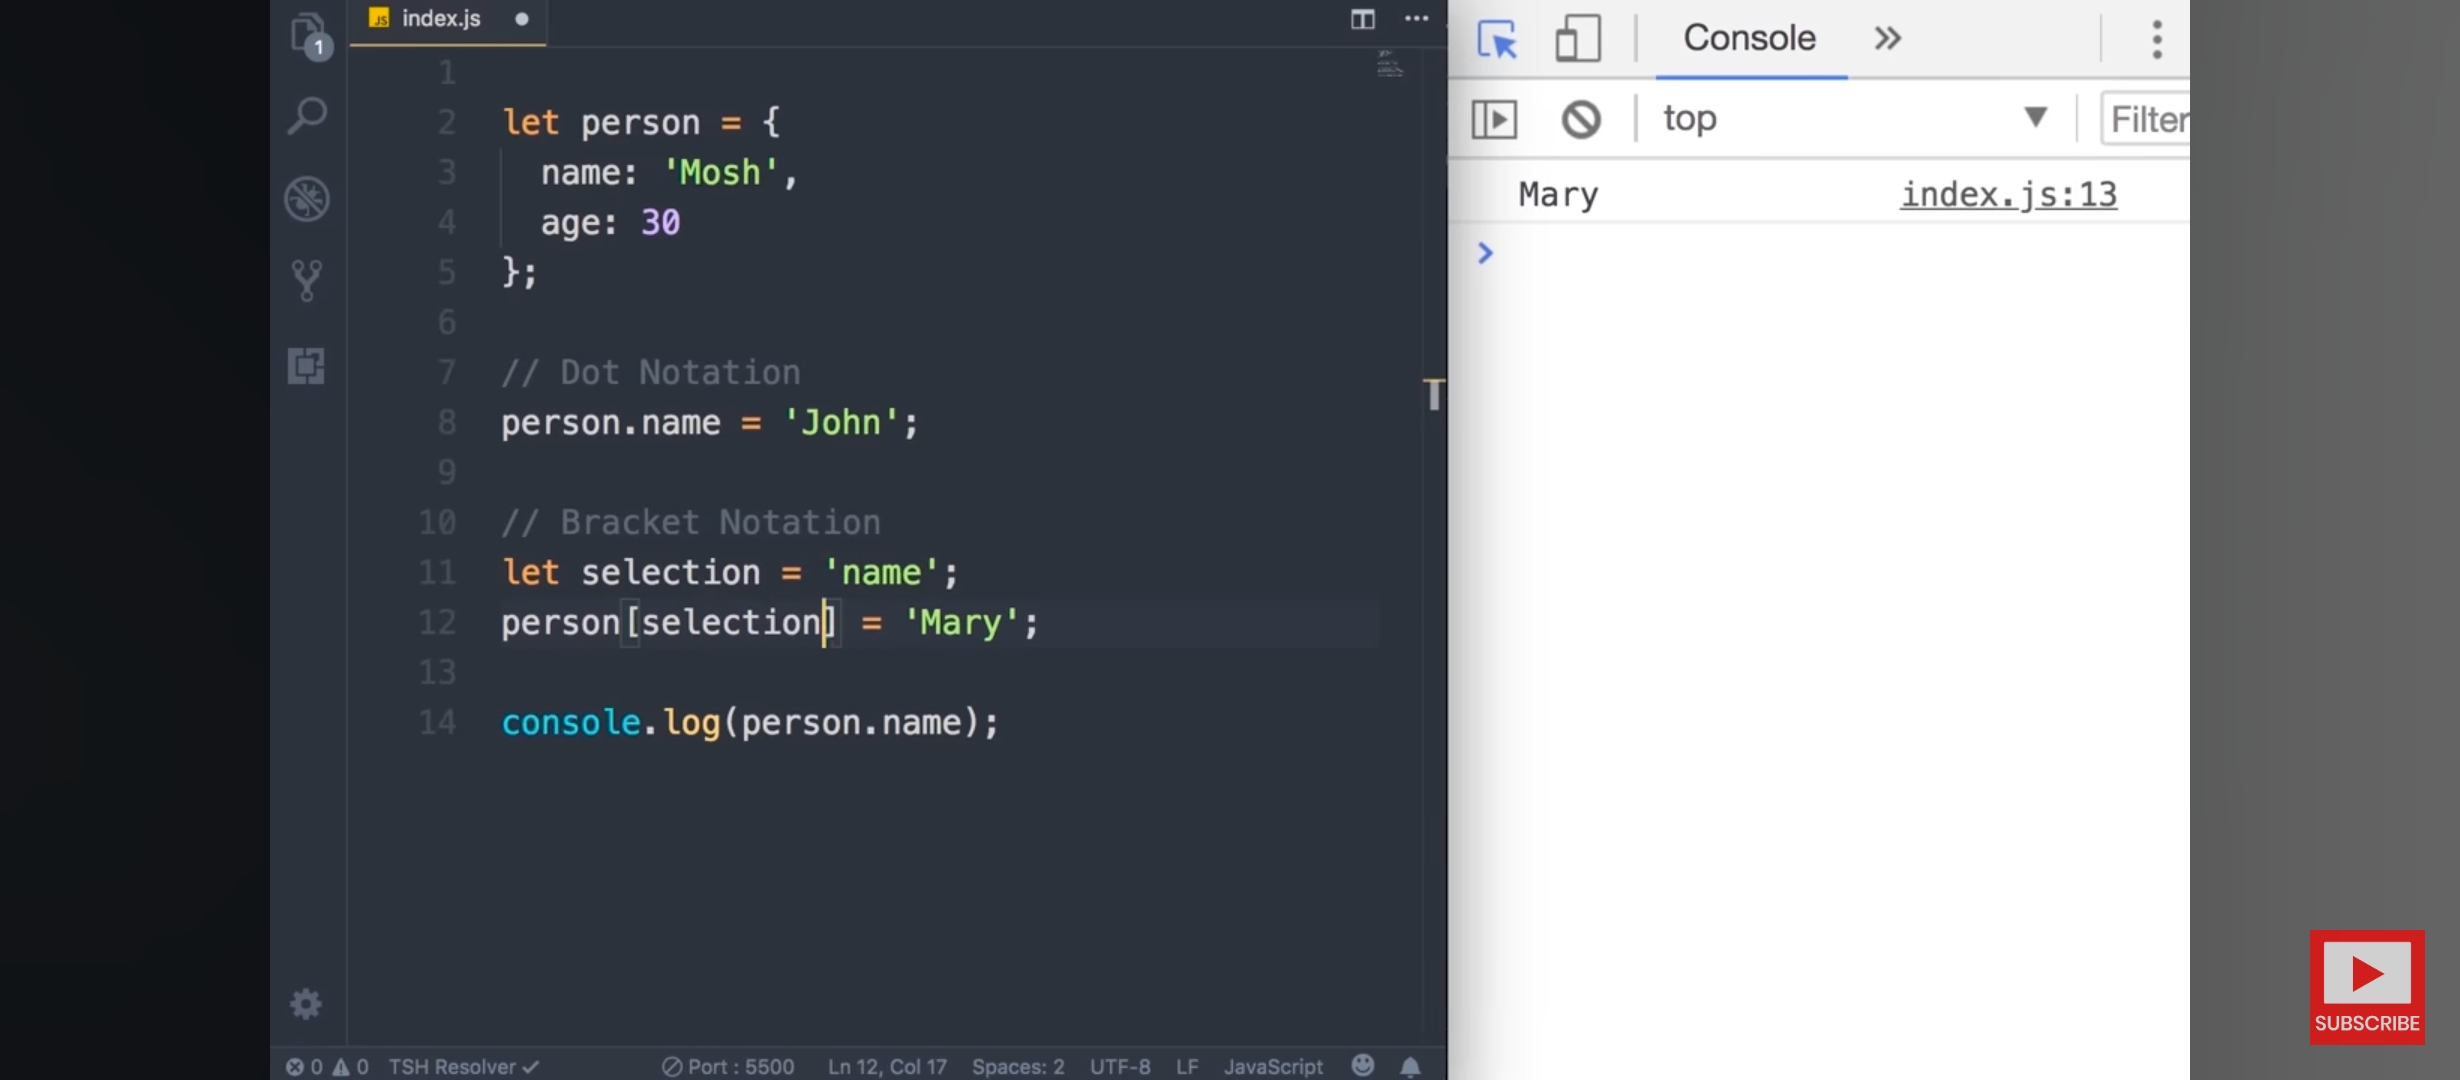 1
JS index.js
Console
top
Filter
Mary index.js:13
1
2 let person = {
3 name: 'Mosh',
4 age: 30
5 };
6
7 // Dot Notation
8 person.name = 'John';
9
10 // Bracket Notation
11 let selection = 'name';
12 person[selection] = 'Mary';
13
14 console.log(person.name);
0 0 TSH Resolver Port : 5500 Ln 12, Col 17 Spaces: 2 UTF-8 LF JavaScript
SUBSCRIBE